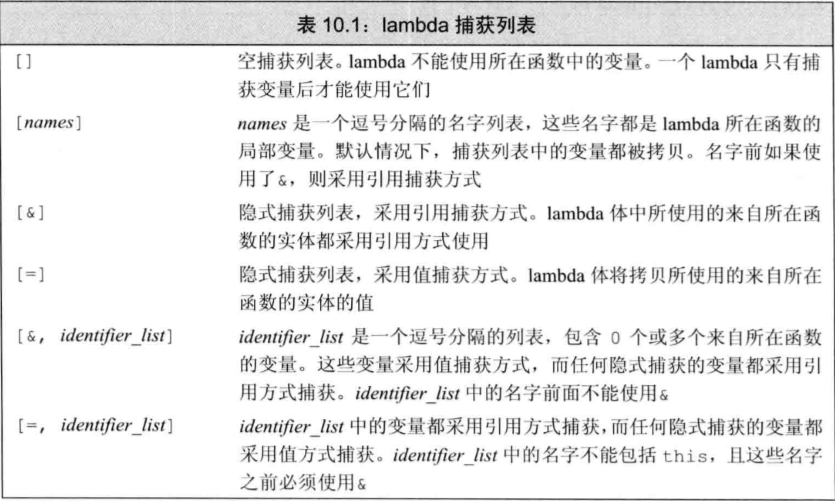 表 10.1：lambda 捕获列表
[] 空捕获列表。lambda 不能使用所在函数中的变量。一个 lambda 只有捕
获变量后才能使用它们
[names] names 是一个逗号分隔的名字列表，这些名字都是 lambda 所在函数的
局部变量。默认情况下，捕获列表中的变量都被拷贝。名字前如果使
用了&，则采用引用捕获方式
[&] 隐式捕获列表，采用引用捕获方式。lambda 体中所使用的来自所在函
数的实体都采用引用方式使用
[=] 隐式捕获列表，采用值捕获方式。lambda 体将拷贝所使用的来自所在
函数的实体的值
[&, identifier_list] identifier_list 是一个逗号分隔的列表，包含 0 个或多个来自所在函数
的变量。这些变量采用值捕获方式，而任何隐式捕获的变量都采用引
用方式捕获。identifier_list 中的名字前面不能使用&
[=, identifier_list] identifier_list 中的变量都采用引用方式捕获，而任何隐式捕获的变量都
采用值方式捕获。identifier_list 中的名字不能包括 this，且这些名字
之前必须使用&